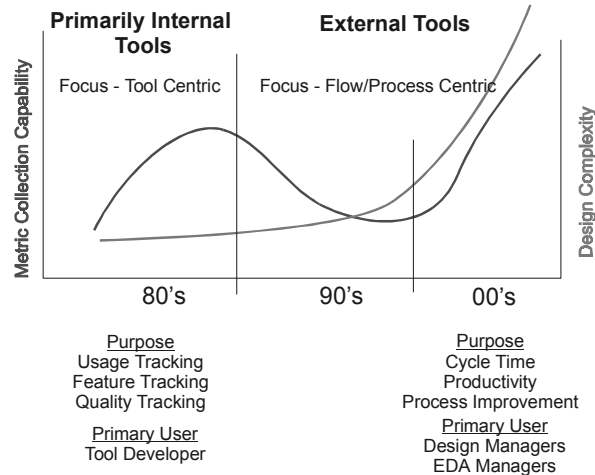 Primarily Internal
Tools
External Tools
Focus - Tool Centric
Focus - Flow/Process Centric
Metric Collection Capability
Design Complexity
80's
90's
00's
Purpose
Usage Tracking
Feature Tracking
Quality Tracking
Primary User
Tool Developer
Purpose
Cycle Time
Productivity
Process Improvement
Primary User
Design Managers
EDA Managers